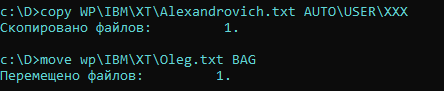 c:\D>copy WP\IBM\XT\Alexandrovich.txt AUTO\USER\XXX
Скопировано файлов:         1.

c:\D>move wp\IBM\XT\Oleg.txt BAG
Перемещено файлов:         1.